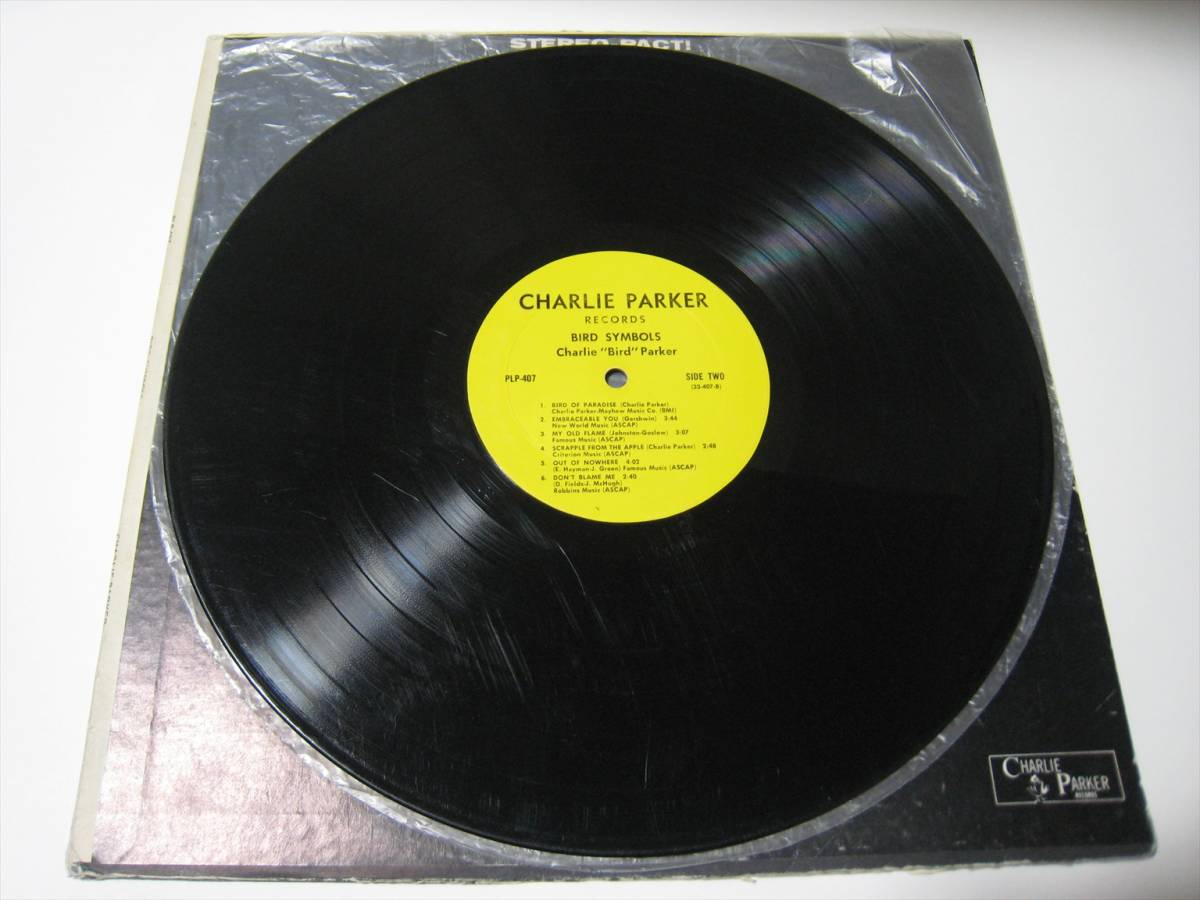 STEREO-PACT!
CHARLIE PARKER
RECORDS
BIRD SYMBOLS
Charlie "Bird" Parker
PLP-407
SIDE TWO
(33-407-B)
1. BIRD OF PARADISE (Charlie Parker)
Charlie Parker-Mayhew Music Co. (BMI)
2. EMBRACEABLE YOU (Gershwin) 3:44
New World Music (ASCAP)
3. MY OLD FLAME (Johnston-Coslow) 3:07
Famous Music (ASCAP)
4. SCRAPPLE FROM THE APPLE (Charlie Parker) 2:48
Criterion Music (ASCAP)
5. OUT OF NOWHERE 4:02
(E. Heyman-J. Green) Famous Music (ASCAP)
6. DON'T BLAME ME 2:40
(D. Fields-J. McHugh)
Robbins Music (ASCAP)
CHARLIE
PARKER
RECORDS
CHARLIE PARKER